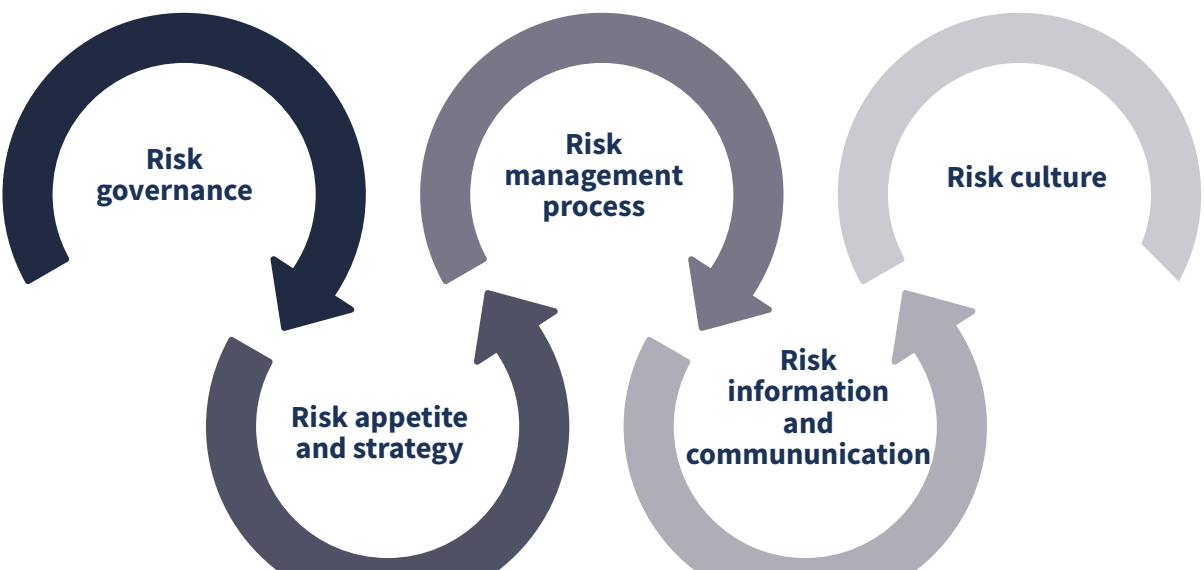 Risk
governance
Risk appetite
and strategy
Risk
management
process
Risk
information
and
commununication
Risk culture